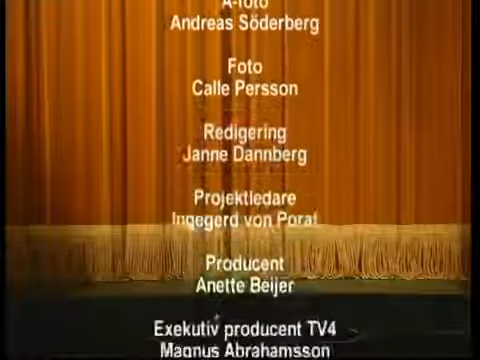 A-foto
Andreas Söderberg
Foto
Calle Persson
Redigering
Janne Dannberg
Projektledare
Ingegerd von Porat
Producent
Anette Beijer
Exekutiv producent TV4
Magnus Abrahamsson